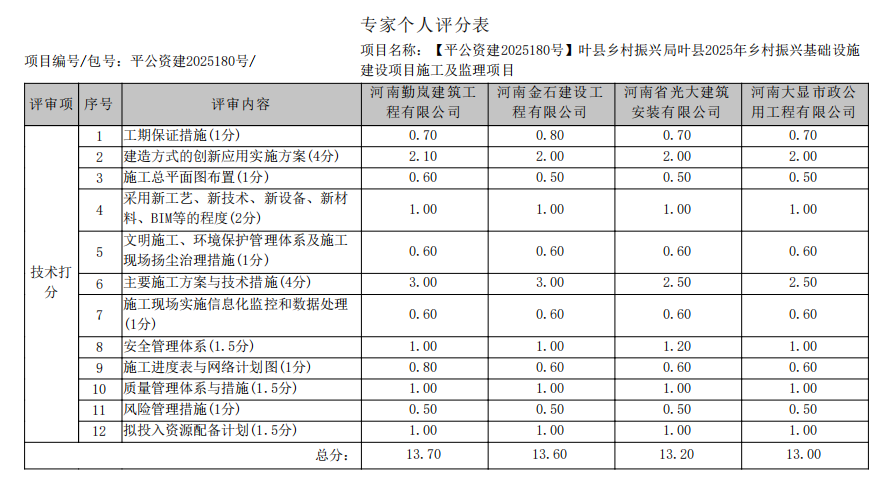 专家个人评分表
项目编号/包号: 平公资建2025180号/
项目名称: 【平公资建2025180号】叶县乡村振兴局叶县2025年乡村振兴基础设施
建设项目施工及监理项目
评审项 序号 评审内容 河南勤岚建筑工程有限公司 河南金石建设工程有限公司 河南省光大建筑安装有限公司 河南大显市政公用工程有限公司
技术打分
1 工期保证措施(1分) 0.70 0.80 0.70 0.70
2 建造方式的创新应用实施方案(4分) 2.10 2.00 2.00 2.00
3 施工总平面图布置(1分) 0.60 0.50 0.50 0.50
4 采用新工艺、新技术、新设备、新材料、BIM等的程度(2分) 1.00 1.00 1.00 1.00
5 文明施工、环境保护管理体系及施工现场扬尘治理措施(1分) 0.60 0.60 0.60 0.60
6 主要施工方案与技术措施(4分) 3.00 3.00 2.50 2.50
7 施工现场实施信息化监控和数据处理(1分) 0.60 0.60 0.60 0.60
8 安全管理体系(1.5分) 1.00 1.00 1.20 1.00
9 施工进度表与网络计划图(1分) 0.80 0.60 0.60 0.60
10 质量管理体系与措施(1.5分) 1.00 1.00 1.00 1.00
11 风险管理措施(1分) 0.50 0.50 0.50 0.50
12 拟投入资源配备计划(1.5分) 1.00 1.00 1.00 1.00
总分: 13.70 13.60 13.20 13.00